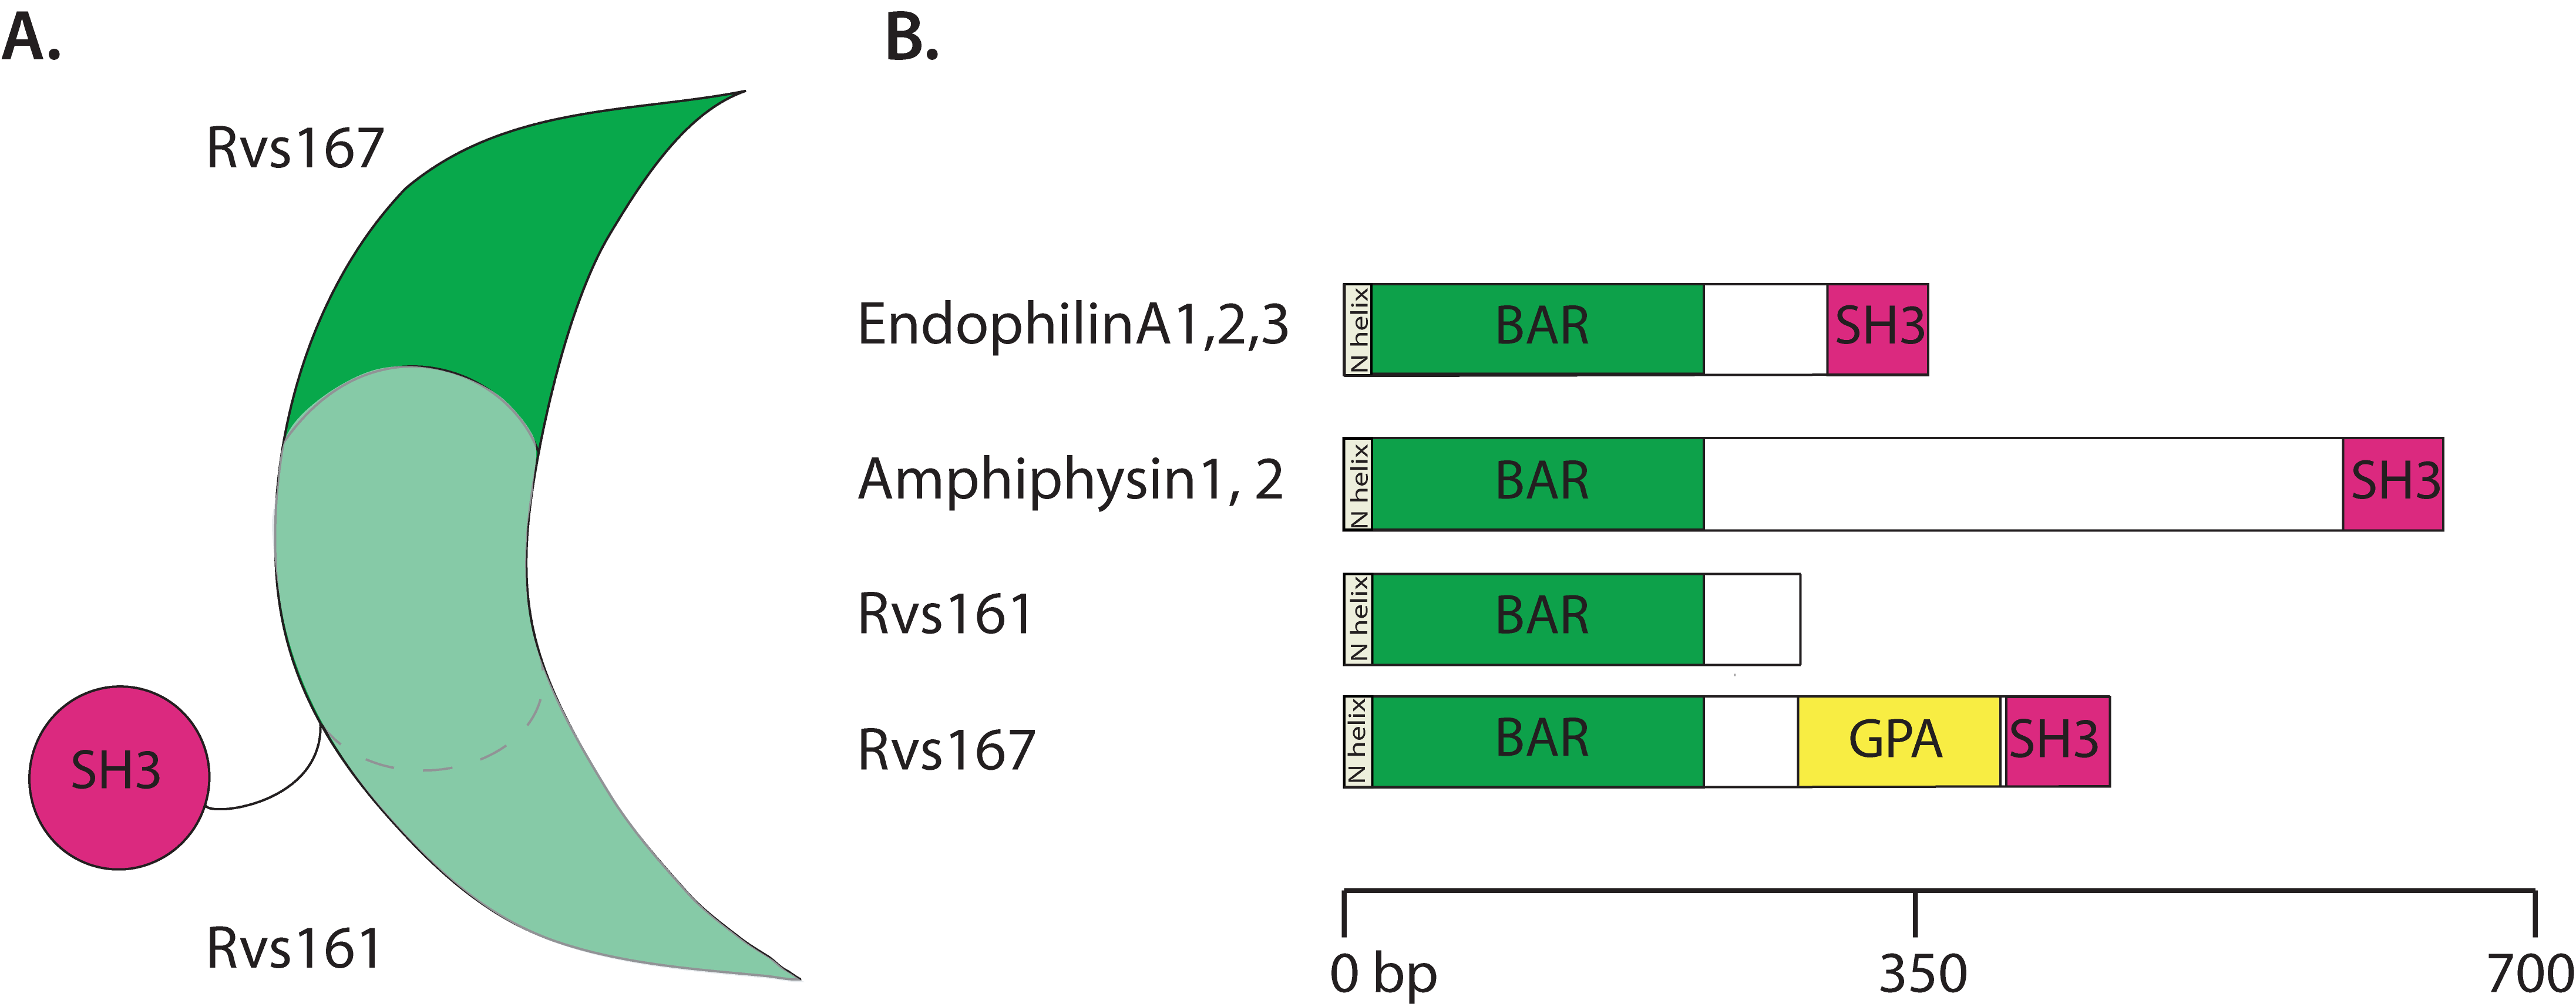 A.
Rvs167
SH3
Rvs161
B.
EndophilinA1,2,3
N helix
BAR
SH3
Amphiphysin1, 2
N helix
BAR
SH3
Rvs161
N helix
BAR
Rvs167
N helix
BAR
GPA
SH3
0 bp
350
700